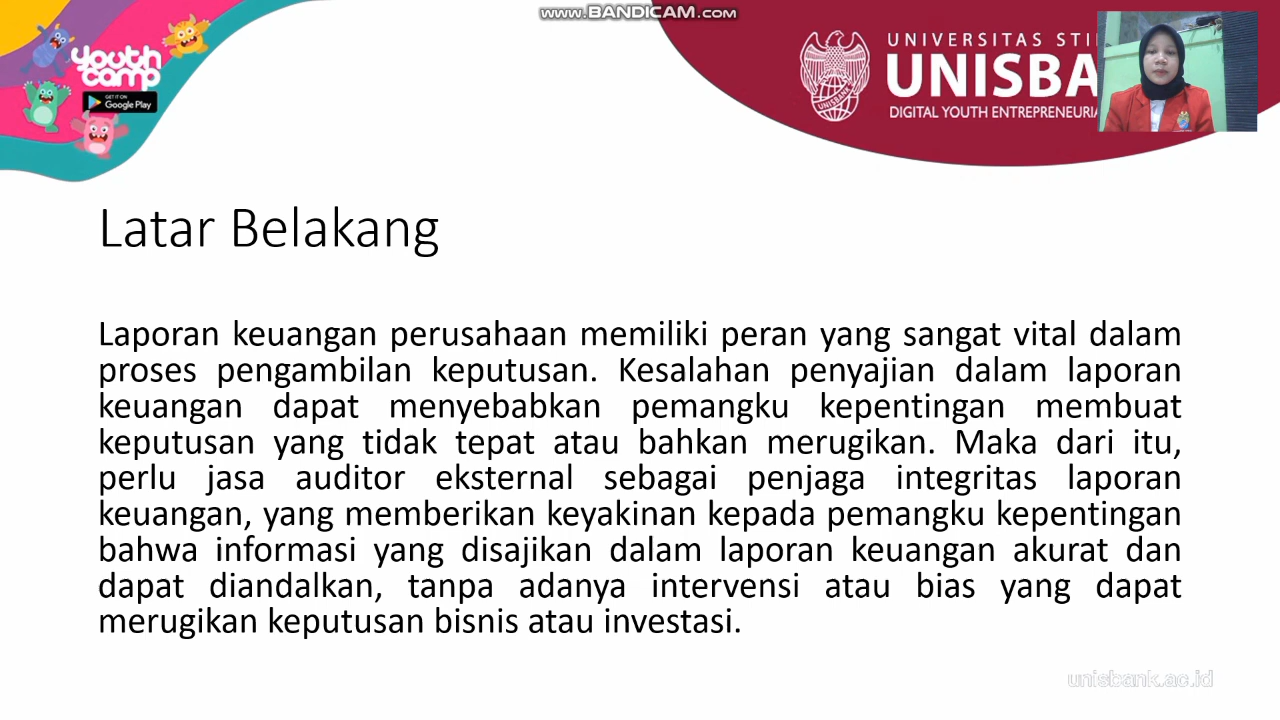 www.BANDICAM.com
youth
camp
GET IT ON
Google Play
UNIVERSITAS
UNISBA
UNISBANK
DIGITAL YOUTH
Latar Belakang
Laporan keuangan perusahaan memiliki peran yang sangat vital dalam
proses pengambilan keputusan. Kesalahan penyajian dalam laporan
keuangan dapat menyebabkan pemangku kepentingan membuat
keputusan yang tidak tepat atau bahkan merugikan. Maka dari itu,
perlu jasa auditor eksternal sebagai penjaga integritas laporan
keuangan, yang memberikan keyakinan kepada pemangku kepentingan
bahwa informasi yang disajikan dalam laporan keuangan akurat dan
dapat diandalkan, tanpa adanya intervensi atau bias yang dapat
merugikan keputusan bisnis atau investasi.
unisbank.ac.id